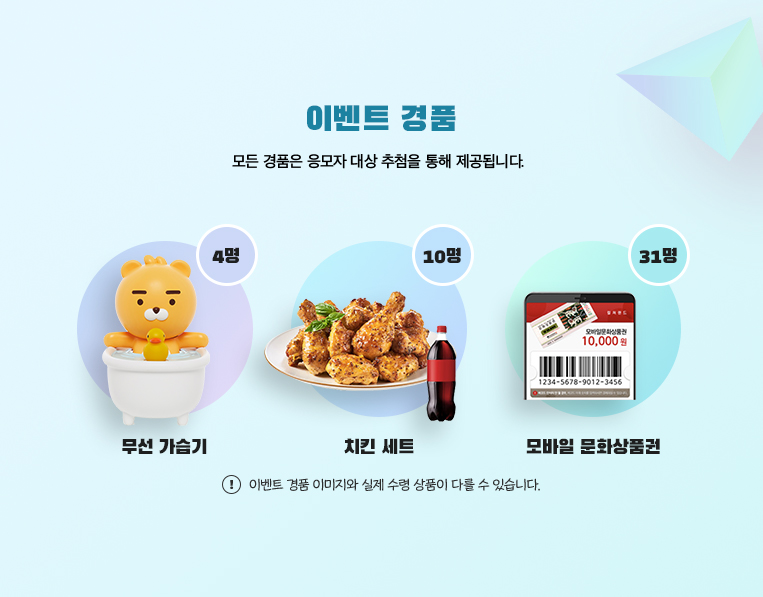 이벤트 경품
모든 경품은 응모자 대상 추첨을 통해 제공됩니다.
4명
10명
31명
컬쳐랜드
모바일문화상품권
10,000 원
1234-5678-9012-3456
무선 가습기
치킨 세트
모바일 문화상품권
! 이벤트 경품 이미지와 실제 수령 상품이 다를 수 있습니다.